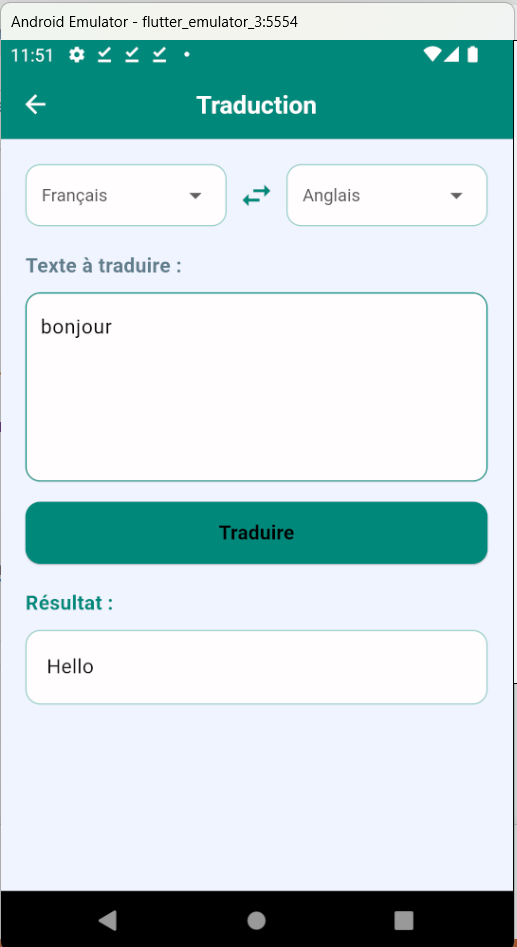 Android Emulator - flutter_emulator_3:5554
11:51
Traduction
Français
Anglais
Texte à traduire :
bonjour
Traduire
Résultat :
Hello